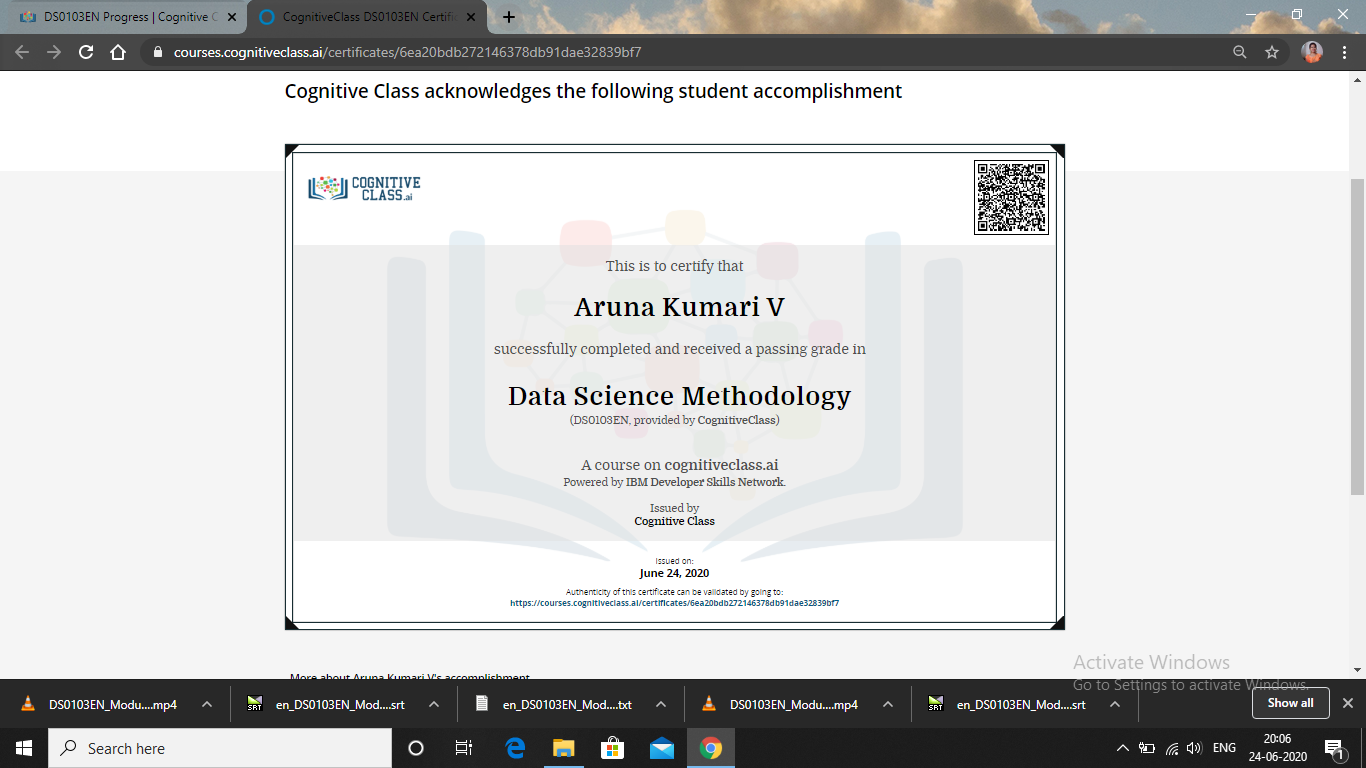 DS0103EN Progress | Cognitive C
CognitiveClass DS0103EN Certific
courses.cognitiveclass.ai/certificates/6ea20bdb272146378db91dae32839bf7
Cognitive Class acknowledges the following student accomplishment
COGNITIVE
CLASS.ai
This is to certify that
Aruna Kumari V
successfully completed and received a passing grade in
Data Science Methodology
(DS0103EN, provided by CognitiveClass)
A course on cognitiveclass.ai
Powered by IBM Developer Skills Network.
Issued by
Cognitive Class
Issued on:
June 24, 2020
Authenticity of this certificate can be validated by going to:
https://courses.cognitiveclass.ai/certificates/6ea20bdb272146378db91dae32839bf7
More about Aruna Kumari V's accomplishment
Activate Windows
Go to Settings to activate Windows.
DS0103EN_Modu....mp4
SRT
en_DS0103EN_Mod....srt
en_DS0103EN_Mod....txt
DS0103EN_Modu....mp4
SRT
en_DS0103EN_Mod....srt
Show all
Search here
ENG
20:06
24-06-2020
1